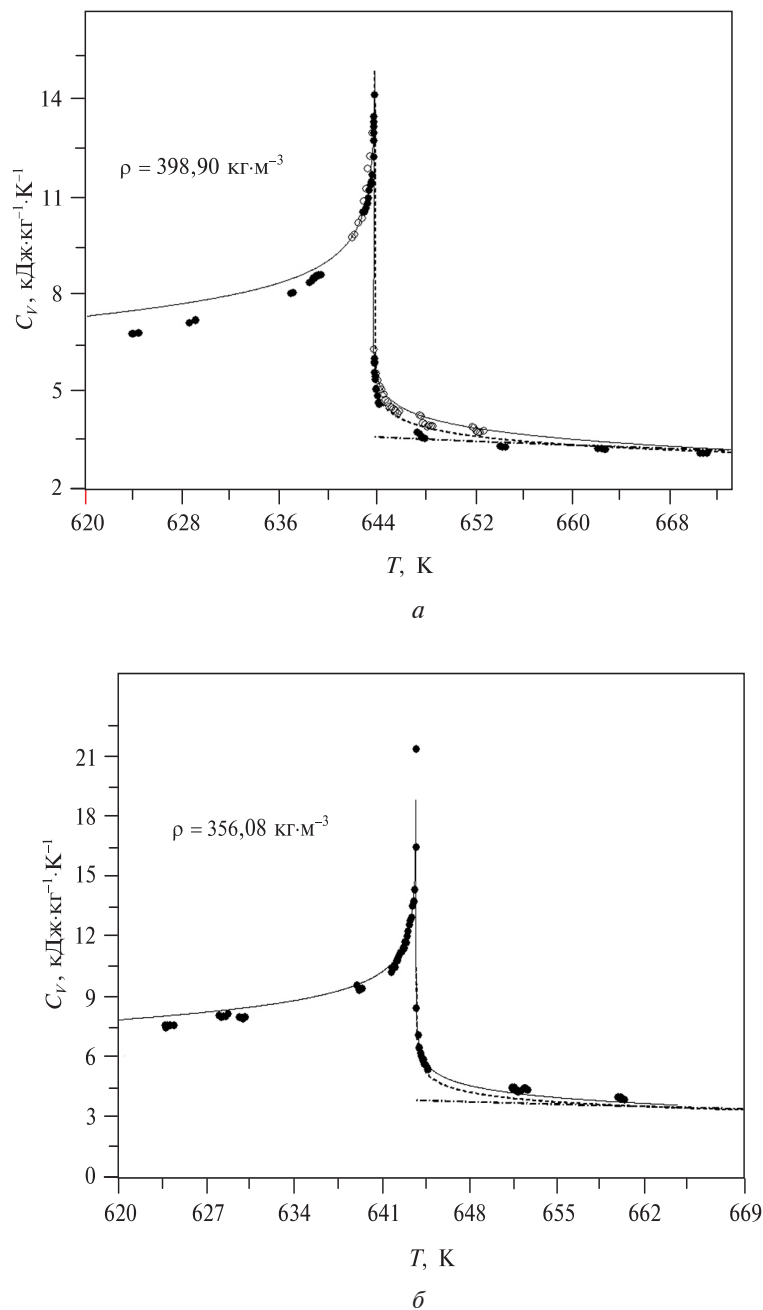 14
11
8
5
2
C_V, кДж·кг⁻¹·К⁻¹
ρ = 398,90 кг·м⁻³
620 628 636 644 652 660 668
T, К
а
21
18
15
12
9
6
3
0
C_V, кДж·кг⁻¹·К⁻¹
ρ = 356,08 кг·м⁻³
620 627 634 641 648 655 662 669
T, К
б